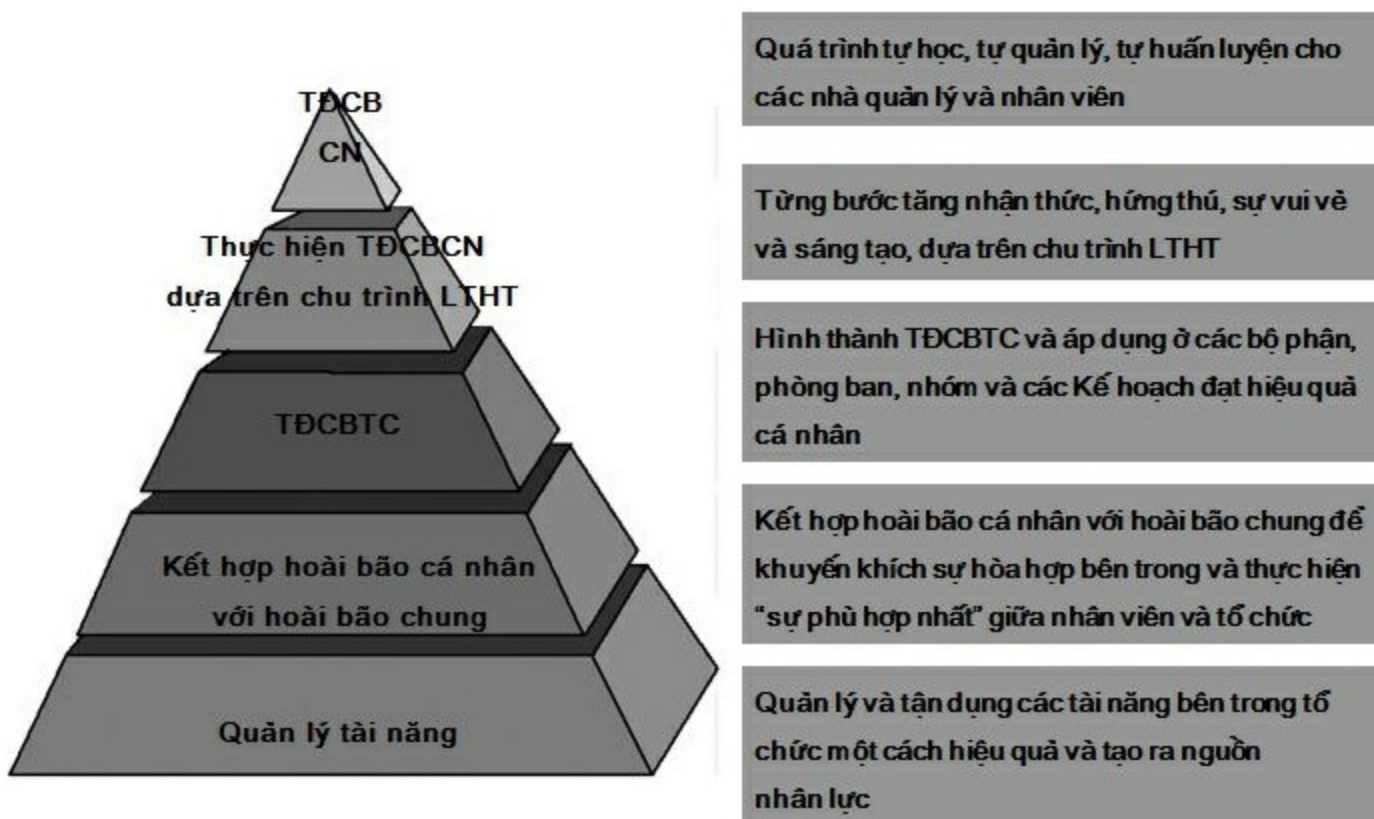 TĐCB
CN
Quá trình tự học, tự quản lý, tự huấn luyện cho
các nhà quản lý và nhân viên
Thực hiện TĐCBCN
dựa trên chu trình LTHT
Từng bước tăng nhận thức, hứng thú, sự vui vẻ
và sáng tạo, dựa trên chu trình LTHT
TĐCBTC
Hình thành TĐCBTC và áp dụng ở các bộ phận,
phòng ban, nhóm và các Kế hoạch đạt hiệu quả
cá nhân
Kết hợp hoài bão cá nhân
với hoài bão chung
Kết hợp hoài bão cá nhân với hoài bão chung để
khuyến khích sự hòa hợp bên trong và thực hiện
“sự phù hợp nhất” giữa nhân viên và tổ chức
Quản lý tài năng
Quản lý và tận dụng các tài năng bên trong tổ
chức một cách hiệu quả và tạo ra nguồn
nhân lực